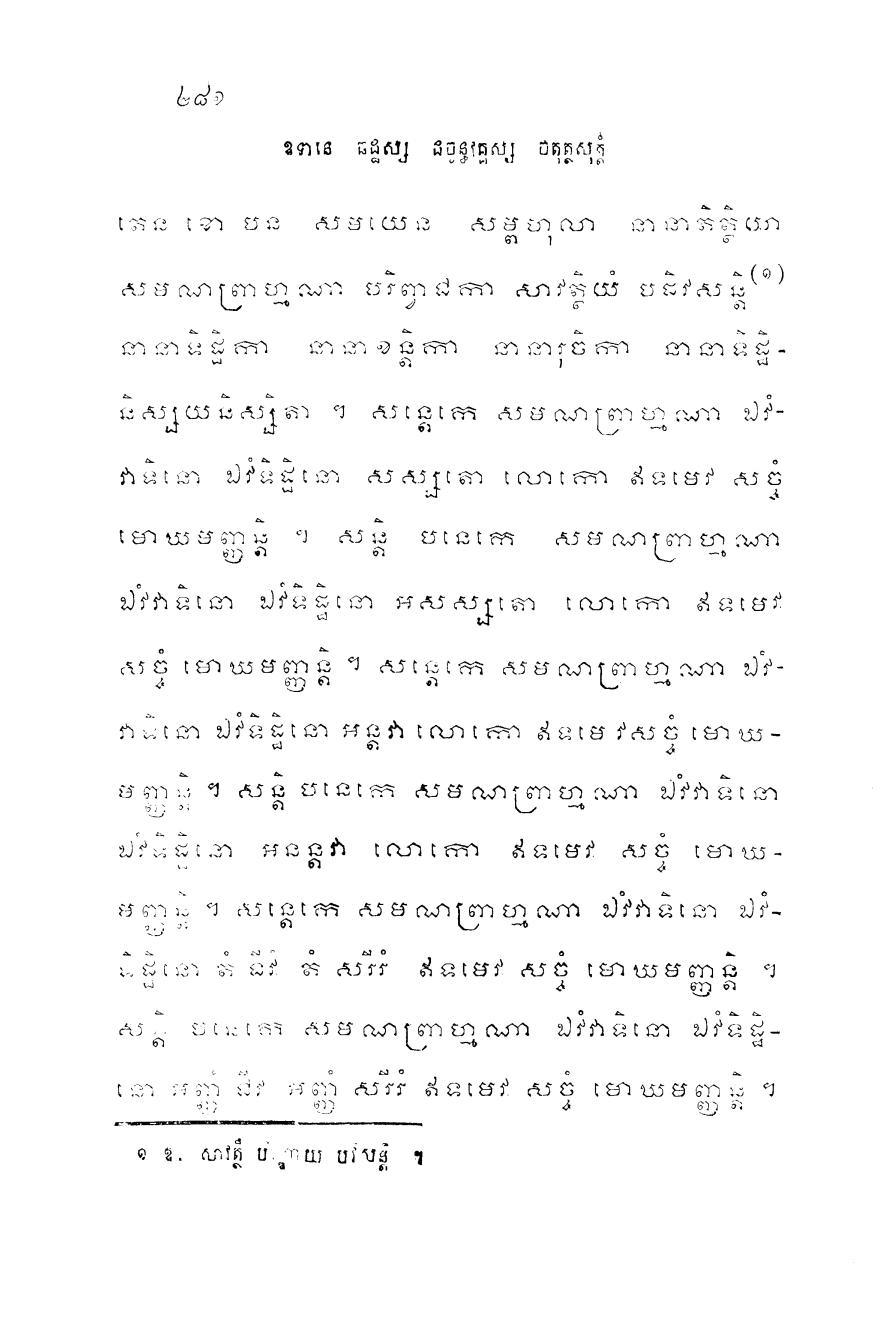 ២៨១
ឧទានេ ឆដ្ឋស្ស ជច្ចន្ធវគ្គស្ស ចតុត្ថសុត្តំ
តេន ខោ បន សមយេន សម្ពហុលា នានាតិត្ថិយា
សមណព្រាហ្មណា បរិព្វាជកា សាវត្ថិយំ បដិវសន្តិ(១)
នានាទិដ្ឋិកា នានាខន្តិកា នានារុចិកា នានាទិដ្ឋិ-
និស្សយនិស្សិតា ។ សន្តេកេ សមណព្រាហ្មណា ឯវំ-
វាទិនោ ឯវំទិដ្ឋិនោ សស្សតោ លោកោ ឥទមេវ សច្ចំ
មោឃមញ្ញន្តិ ។ សន្តិ បនេកេ សមណព្រាហ្មណា
ឯវំវាទិនោ ឯវំទិដ្ឋិនោ អសស្សតោ លោកោ ឥទមេវ
សច្ចំ មោឃមញ្ញន្តិ ។ សន្តេកេ សមណព្រាហ្មណា ឯវំ-
វាទិនោ ឯវំទិដ្ឋិនោ អន្តវា លោកោ ឥទមេវសច្ចំ មោឃ-
មញ្ញន្តិ ។ សន្តិ បនេកេ សមណព្រាហ្មណា ឯវំវាទិនោ
ឯវំទិដ្ឋិនោ អនន្តវា លោកោ ឥទមេវ សច្ចំ មោឃ-
មញ្ញន្តិ ។ សន្តេកេ សមណព្រាហ្មណា ឯវំវាទិនោ ឯវំ-
ទិដ្ឋិនោ តំ ជីវំ តំ សរីរំ ឥទមេវ សច្ចំ មោឃមញ្ញន្តិ ។
សន្តិ បនេកេ សមណព្រាហ្មណា ឯវំវាទិនោ ឯវំទិដ្ឋិ-
នោ អញ្ញំ ជីវំ អញ្ញំ សរីរំ ឥទមេវ សច្ចំ មោឃមញ្ញន្តិ ។
១ ឧ. សាវត្ថឹ បវិសន្តិ ។